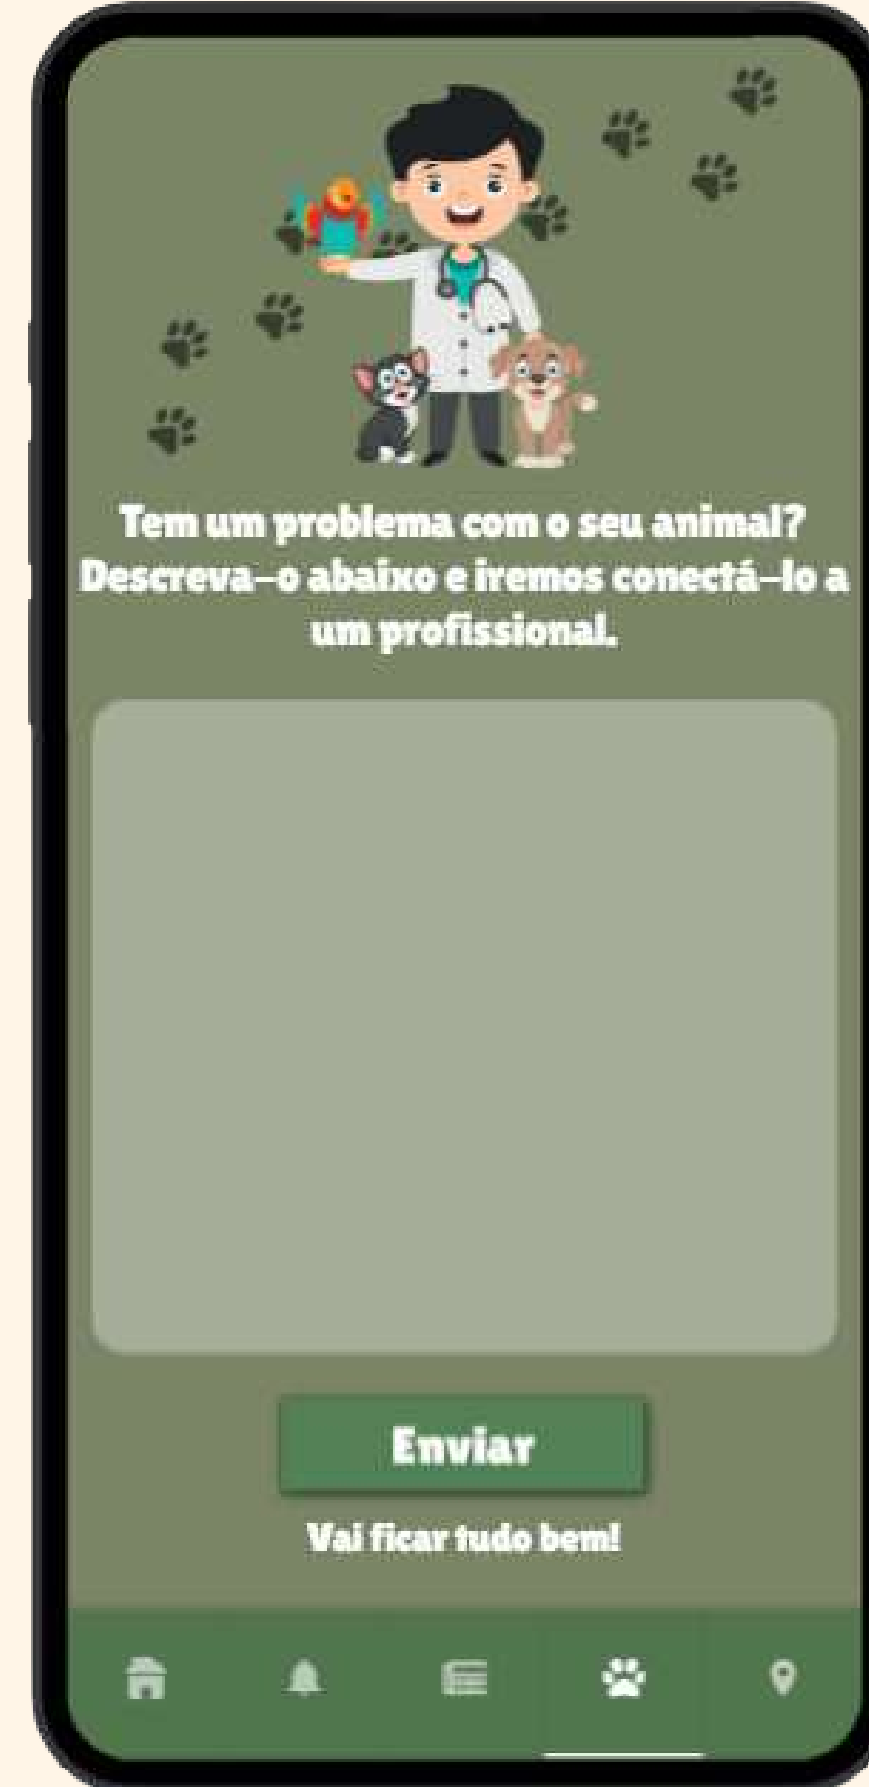 Tem um problema com o seu animal?
Descreva-o abaixo e iremos conectá-lo a
um profissional.
Enviar
Vai ficar tudo bem!